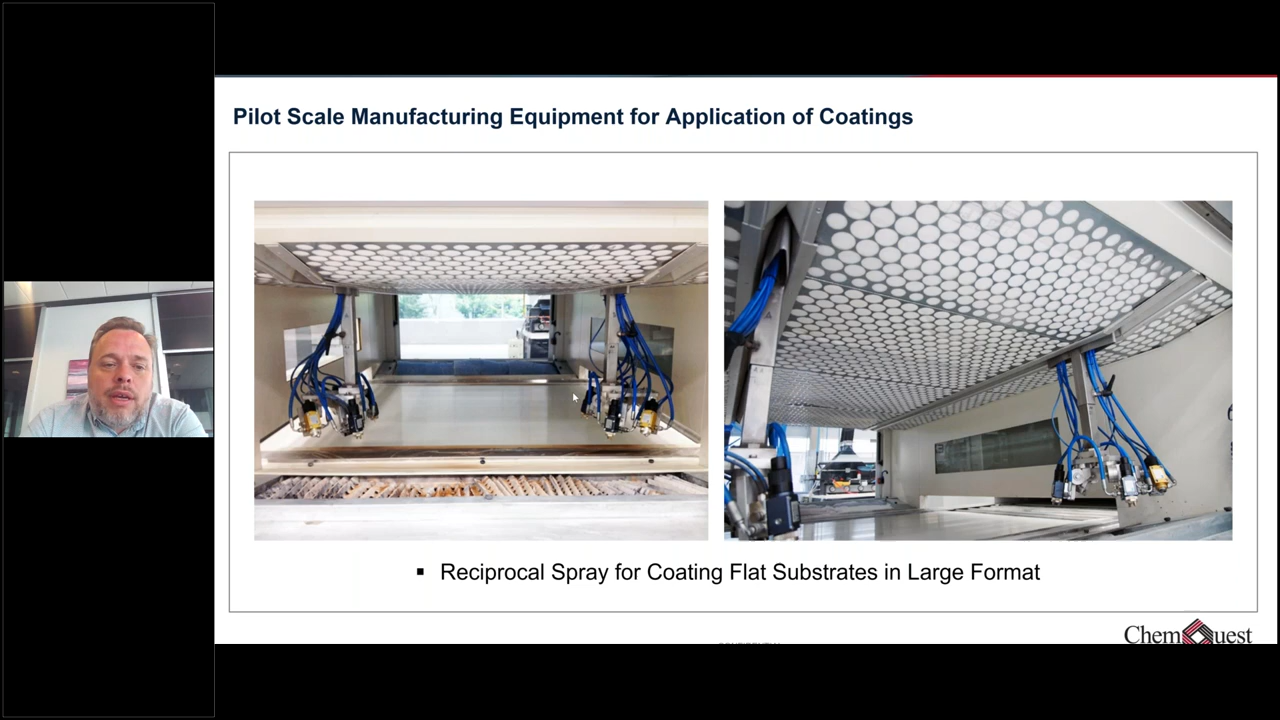 Pilot Scale Manufacturing Equipment for Application of Coatings
▪ Reciprocal Spray for Coating Flat Substrates in Large Format
ChemQuest